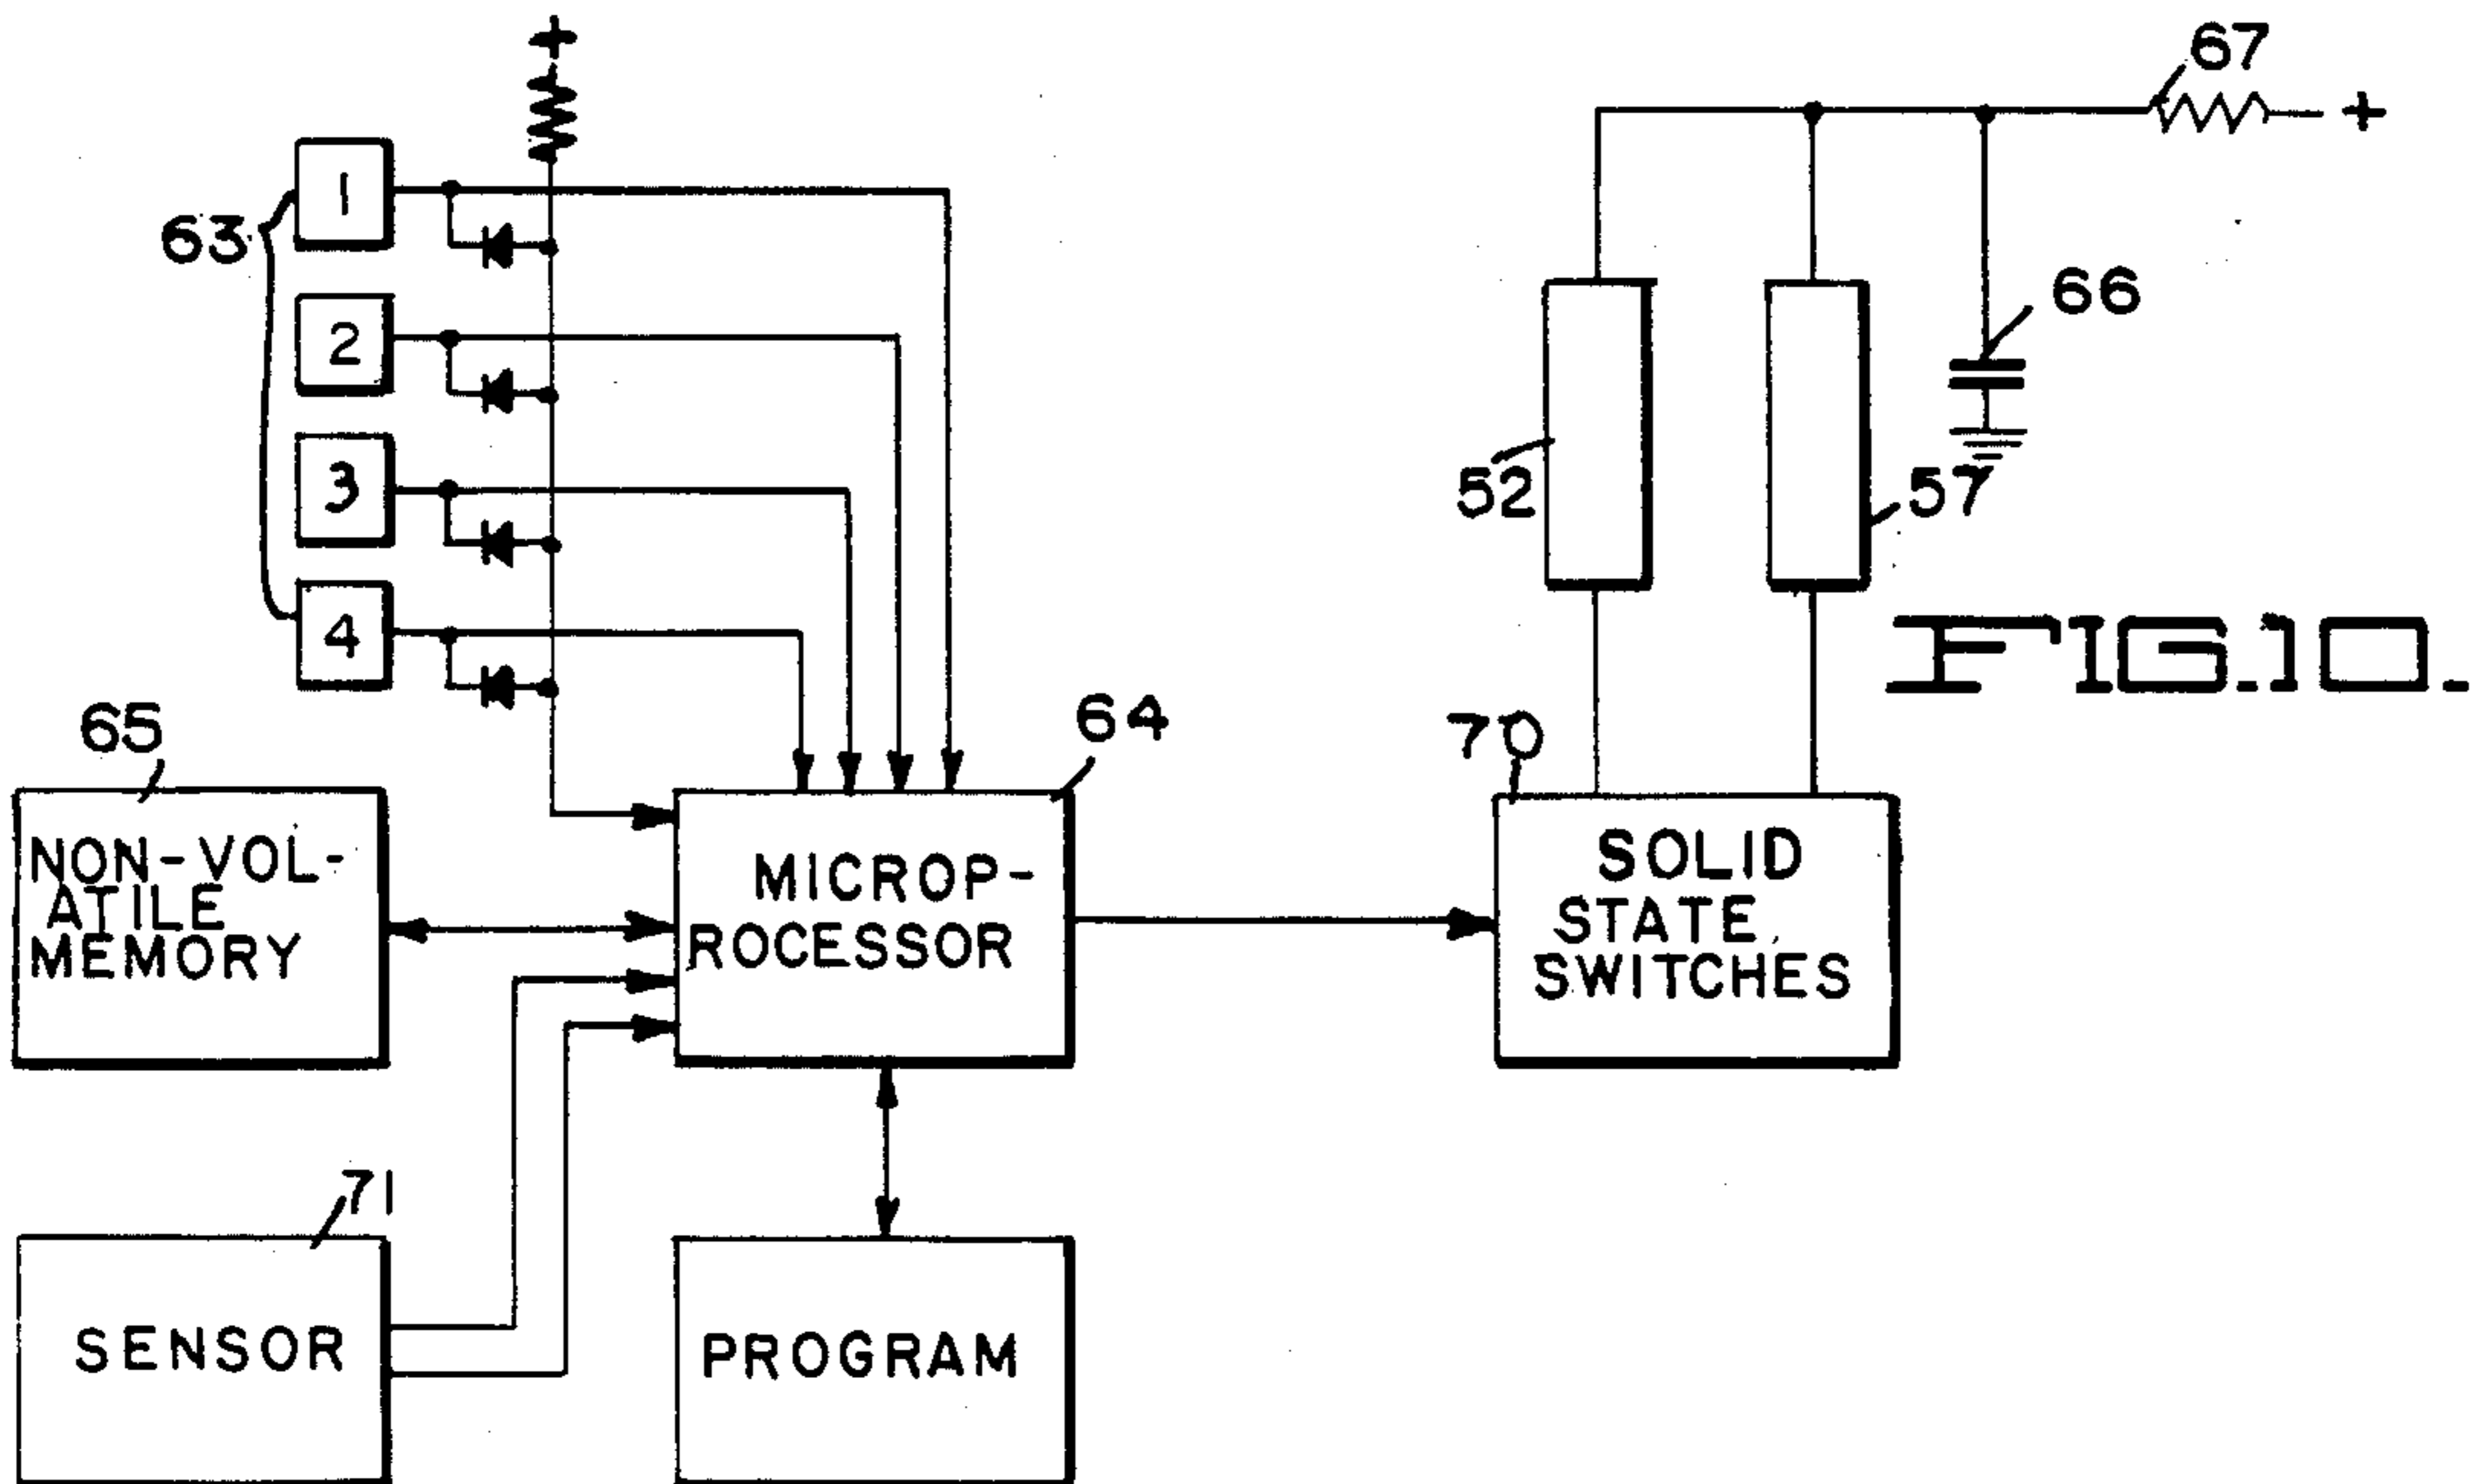 +
67
+
1
63
2
66
3
52
57
4
FIG.10.
65
64
70
NON-VOL-
ATILE
MEMORY
MICROP-
ROCESSOR
SOLID
STATE
SWITCHES
71
SENSOR
PROGRAM